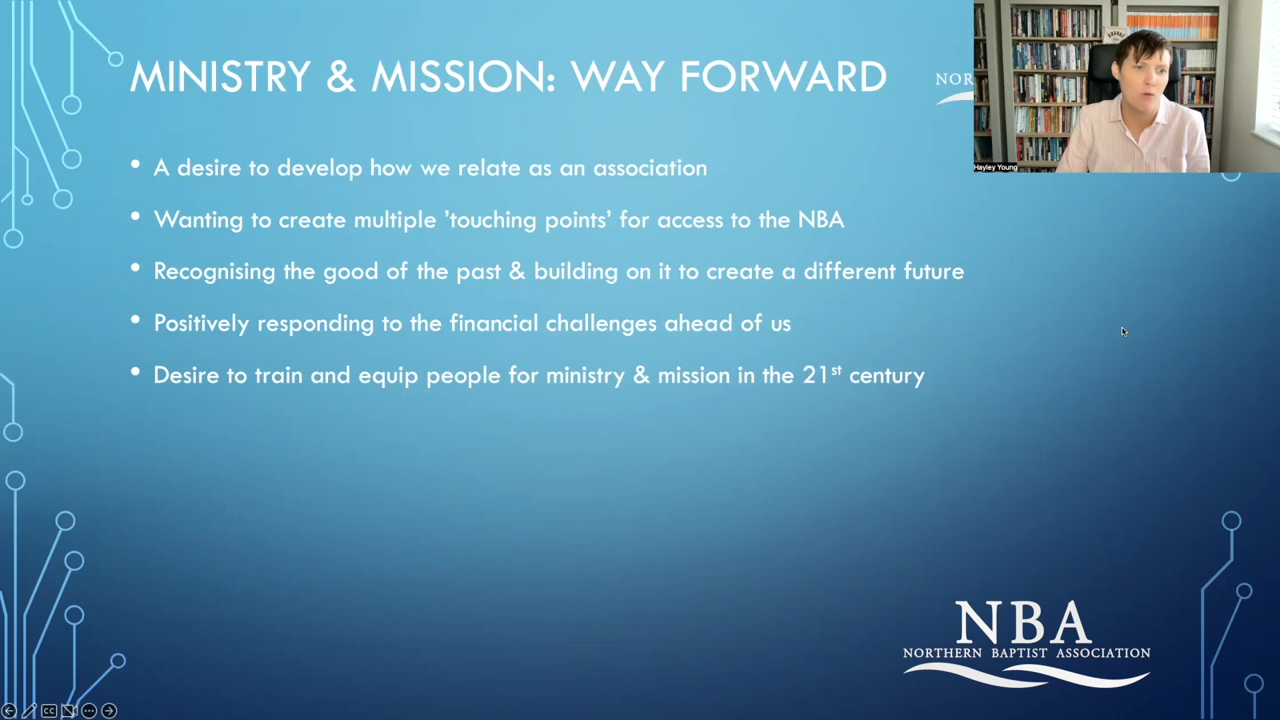 MINISTRY & MISSION: WAY FORWARD
NOR
• A desire to develop how we relate as an association
• Wanting to create multiple 'touching points' for access to the NBA
• Recognising the good of the past & building on it to create a different future
• Positively responding to the financial challenges ahead of us
• Desire to train and equip people for ministry & mission in the 21st century
Hayley Young
NBA
NORTHERN BAPTIST ASSOCIATION
CC